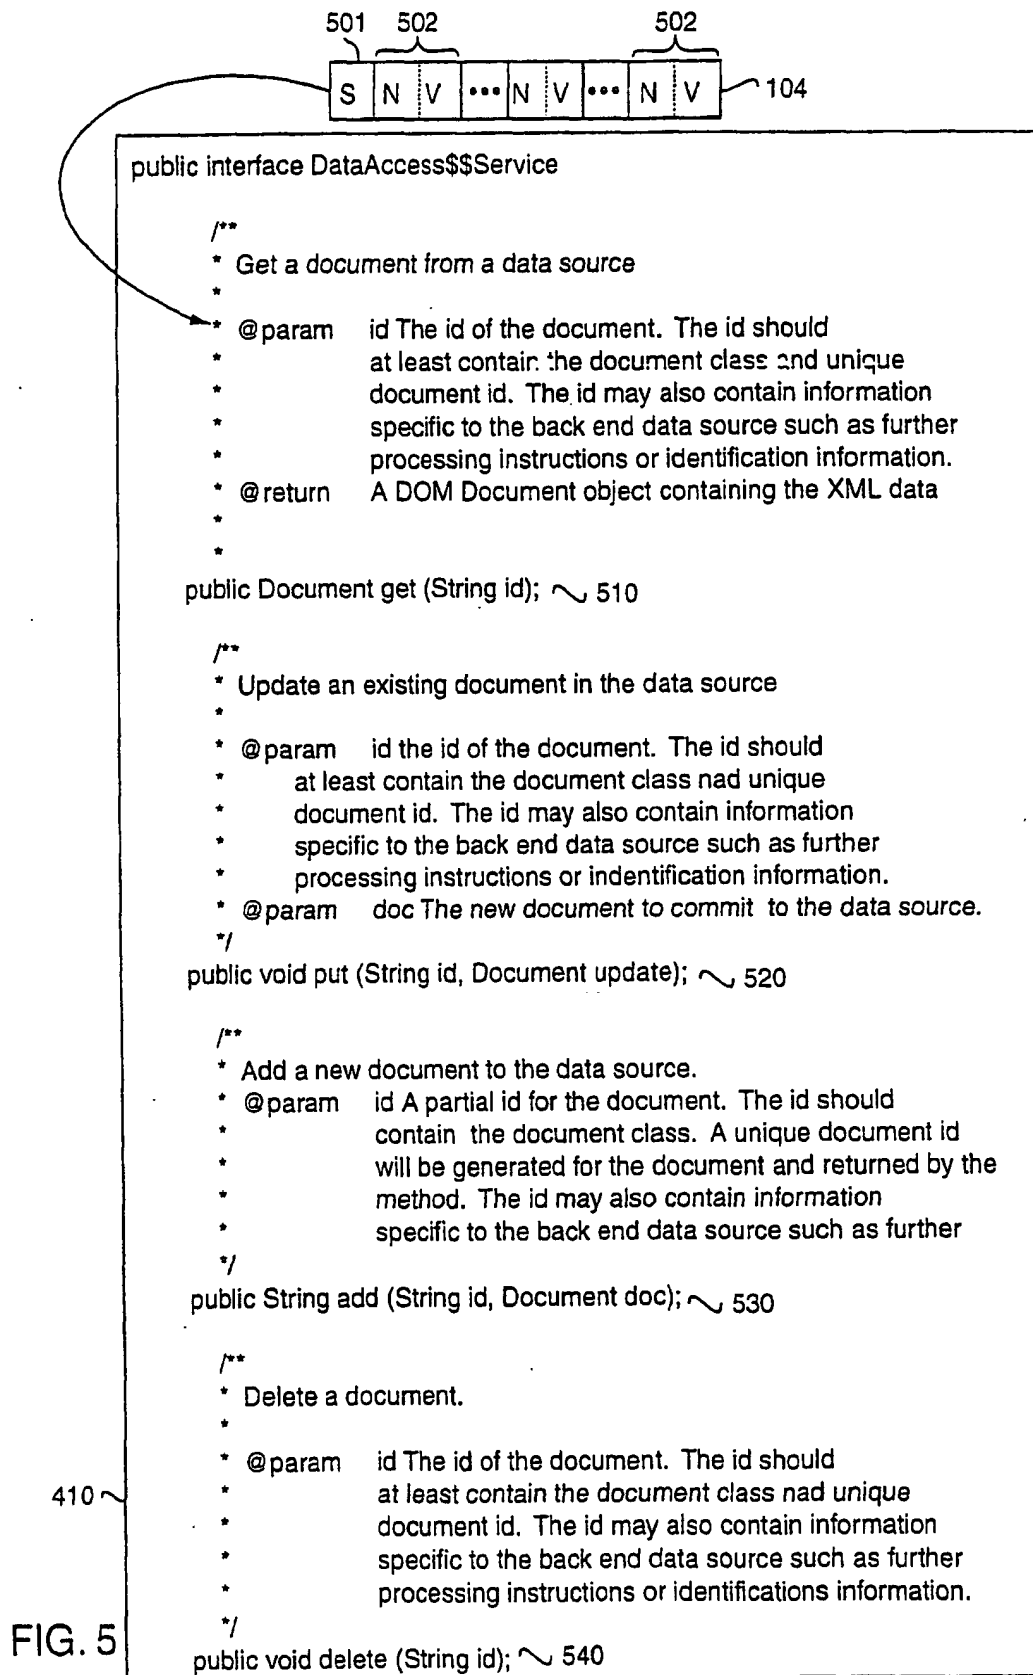 501 502 502
S N V ••• N V ••• N V 104
public interface DataAccess$$Service
/**
* Get a document from a data source
*
* @param id The id of the document. The id should
* at least contain the document class and unique
* document id. The id may also contain information
* specific to the back end data source such as further
* processing instructions or identification information.
* @return A DOM Document object containing the XML data
*
*
public Document get (String id); 510
/**
* Update an existing document in the data source
*
* @param id the id of the document. The id should
* at least contain the document class nad unique
* document id. The id may also contain information
* specific to the back end data source such as further
* processing instructions or indentification information.
* @param doc The new document to commit to the data source.
*/
public void put (String id, Document update); 520
/**
* Add a new document to the data source.
* @param id A partial id for the document. The id should
* contain the document class. A unique document id
* will be generated for the document and returned by the
* method. The id may also contain information
* specific to the back end data source such as further
*/
public String add (String id, Document doc); 530
/**
* Delete a document.
*
* @param id The id of the document. The id should
410 * at least contain the document class nad unique
* document id. The id may also contain information
* specific to the back end data source such as further
* processing instructions or identifications information.
*/
FIG. 5
public void delete (String id); 540